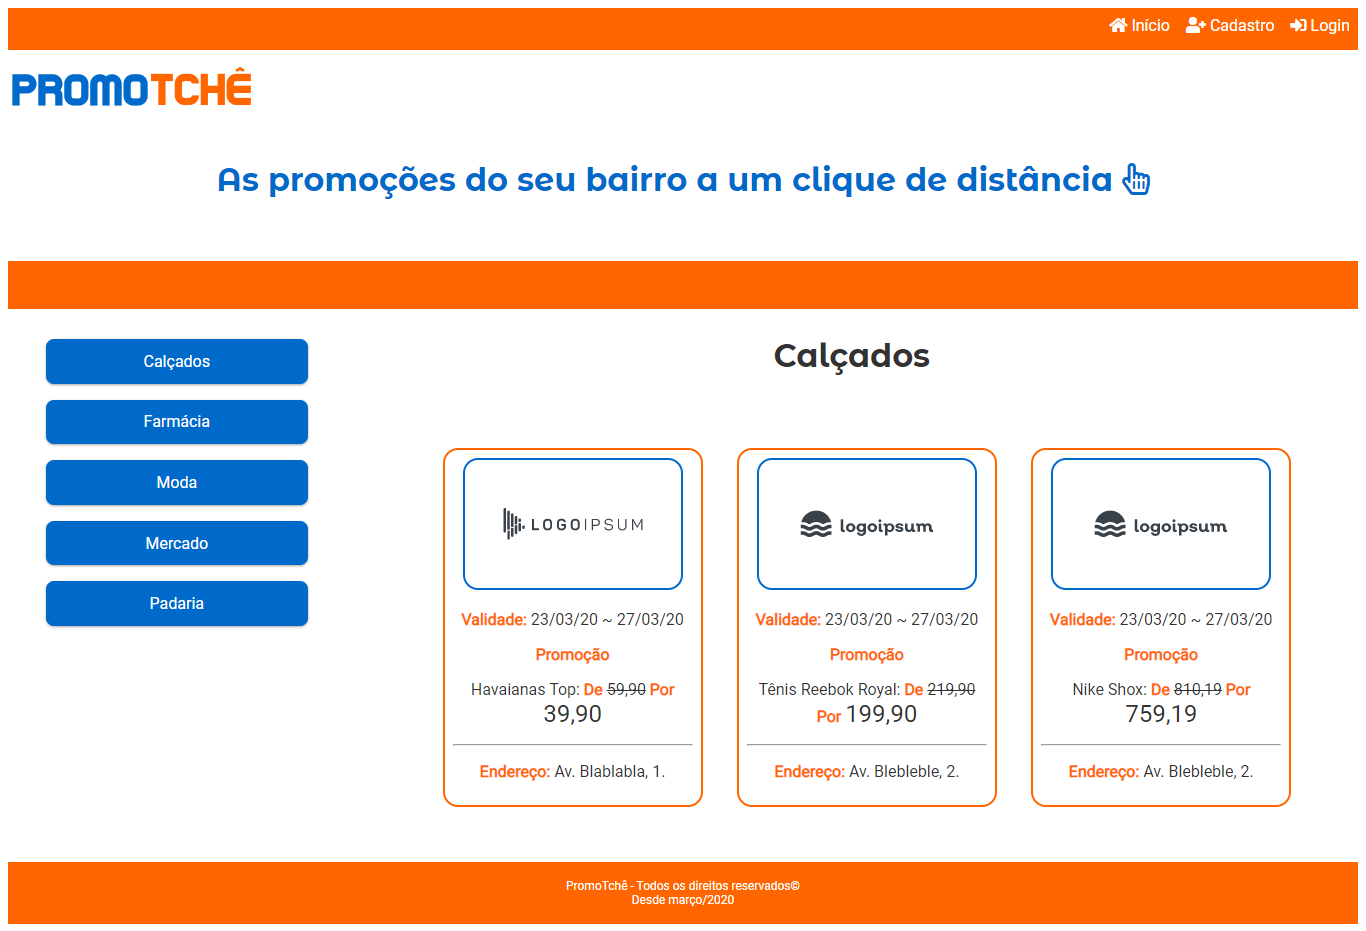 Início Cadastro Login
PROMOTCHÊ
As promoções do seu bairro a um clique de distância
Calçados
Farmácia
Moda
Mercado
Padaria
Calçados
LOGOIPSUM
Validade: 23/03/20 ~ 27/03/20
Promoção
Havaianas Top: De 59,90 Por
39,90
Endereço: Av. Blablabla, 1.
logoipsum
Validade: 23/03/20 ~ 27/03/20
Promoção
Tênis Reebok Royal: De 219,90
Por 199,90
Endereço: Av. Blebleble, 2.
logoipsum
Validade: 23/03/20 ~ 27/03/20
Promoção
Nike Shox: De 810,19 Por
759,19
Endereço: Av. Blebleble, 2.
PromoTchê - Todos os direitos reservados©
Desde março/2020